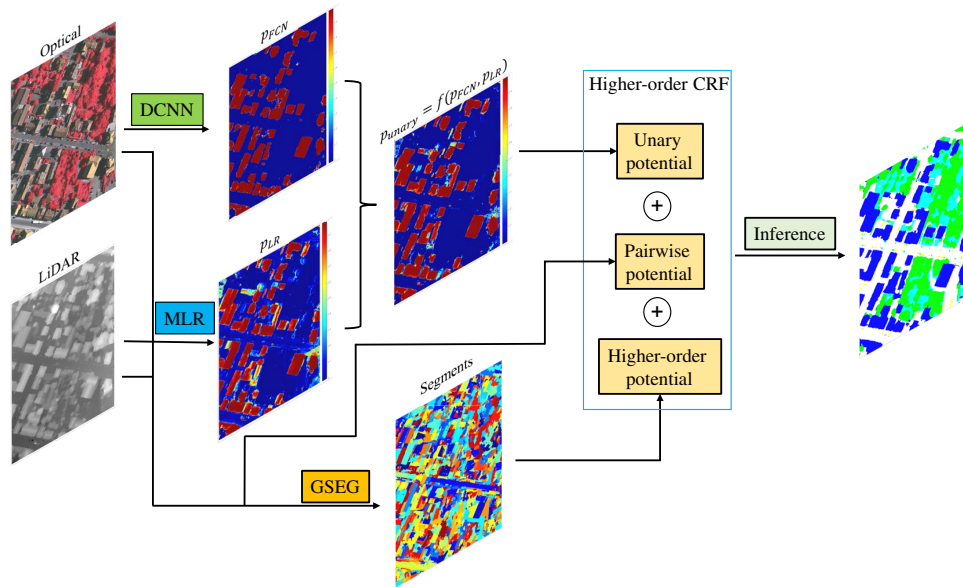 Optical
DCNN
p_FCN
p_unary = f(p_FCN, p_LR)
Higher-order CRF
Unary
potential
+
Pairwise
potential
+
Higher-order
potential
Inference
LiDAR
MLR
p_LR
Segments
GSEG